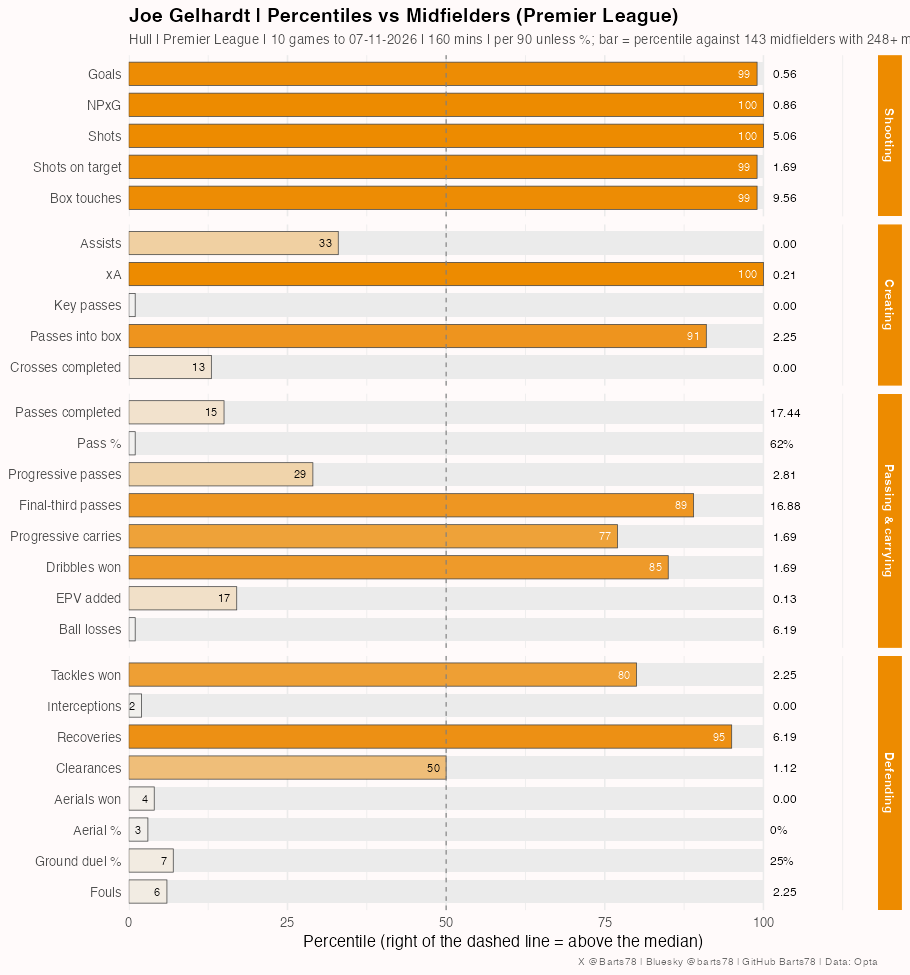 Joe Gelhardt | Percentiles vs Midfielders (Premier League)
Hull | Premier League | 10 games to 07-11-2026 | 160 mins | per 90 unless %; bar = percentile against 143 midfielders with 248+ m
Shooting
Goals 99 0.56
NPxG 100 0.86
Shots 100 5.06
Shots on target 99 1.69
Box touches 99 9.56
Creating
Assists 33 0.00
xA 100 0.21
Key passes 0.00
Passes into box 91 2.25
Crosses completed 13 0.00
Passing & carrying
Passes completed 15 17.44
Pass % 62%
Progressive passes 29 2.81
Final-third passes 89 16.88
Progressive carries 77 1.69
Dribbles won 85 1.69
EPV added 17 0.13
Ball losses 6.19
Defending
Tackles won 80 2.25
Interceptions 2 0.00
Recoveries 95 6.19
Clearances 50 1.12
Aerials won 4 0.00
Aerial % 3 0%
Ground duel % 7 25%
Fouls 6 2.25
0 25 50 75 100
Percentile (right of the dashed line = above the median)
X @Barts78 | Bluesky @barts78 | GitHub Barts78 | Data: Opta